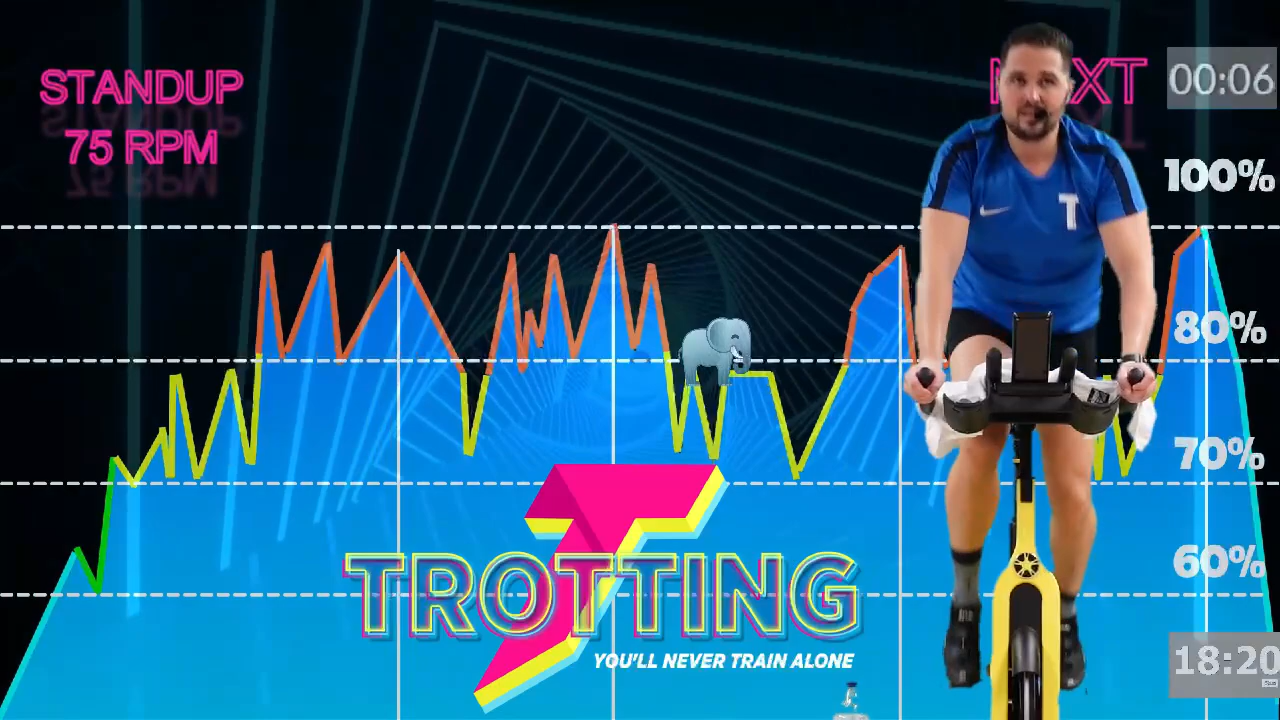 STANDUP
75 RPM
00:06
100%
80%
70%
60%
TROTTING
YOU'LL NEVER TRAIN ALONE
18:20
T